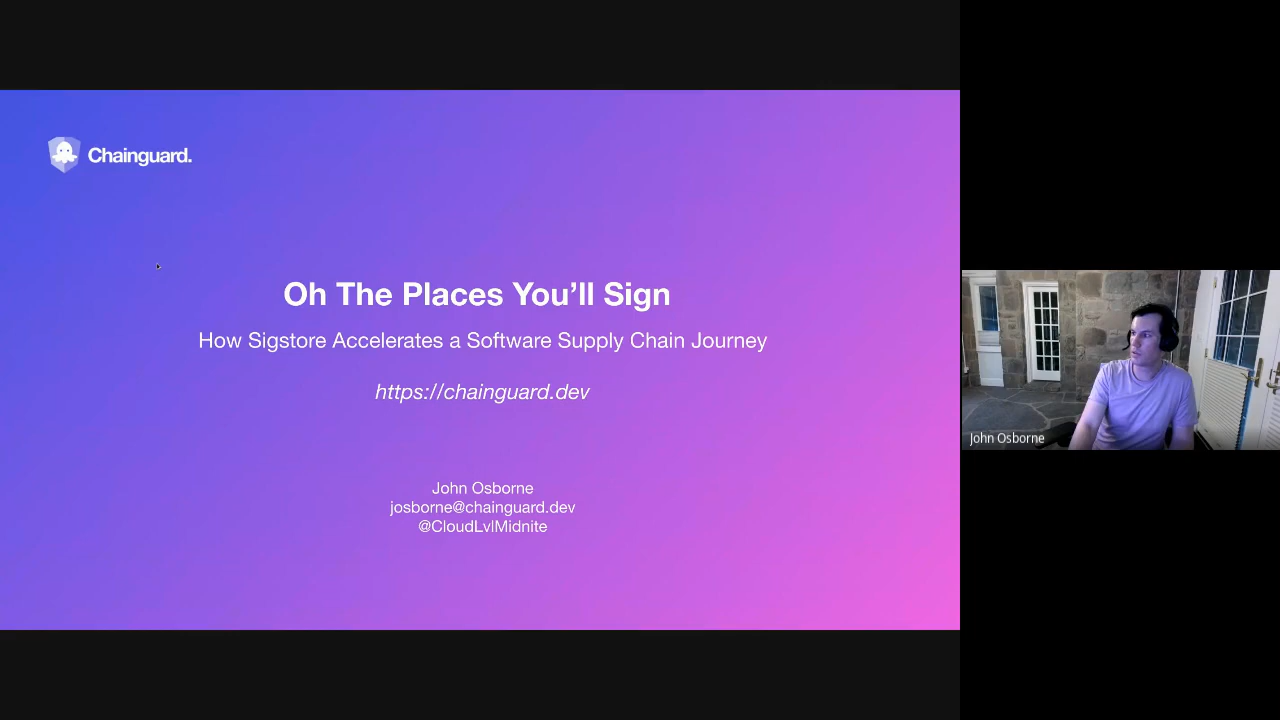 Chainguard.
Oh The Places You'll Sign
How Sigstore Accelerates a Software Supply Chain Journey
https://chainguard.dev
John Osborne
josborne@chainguard.dev
@CloudLvlMidnite
John Osborne